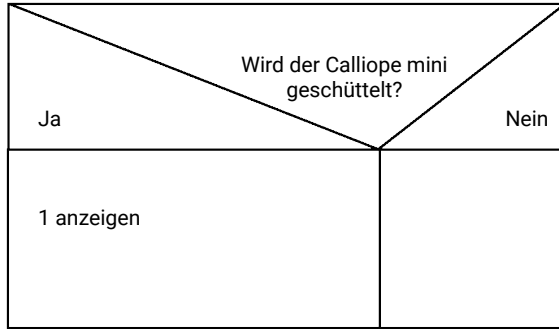 Wird der Calliope mini
geschüttelt?
Ja
Nein
1 anzeigen